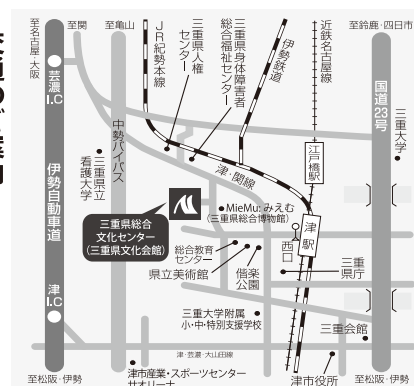 至名古屋・大阪
至関
至亀山
JR紀勢本線
三重県人権
センター
三重県身体障害者
総合福祉センター
伊勢鉄道
近鉄名古屋線
至鈴鹿・四日市
芸濃
I.C
伊勢自動車道
津
I.C
至松阪・伊勢
中勢バイパス
三重県立
看護大学
津・関線
江戸橋駅
国道23号
三重大学
三重県総合
文化センター
(三重県文化会館)
MieMu:みえむ
(三重県総合博物館)
津駅
西口
総合教育
センター
県立美術館
偕楽
公園
三重
県庁
三重大学附属
小・中・特別支援学校
三重会館
津・芸濃・大山田線
津市産業・スポーツセンター
サオリーナ
津市役所
至松阪・伊勢